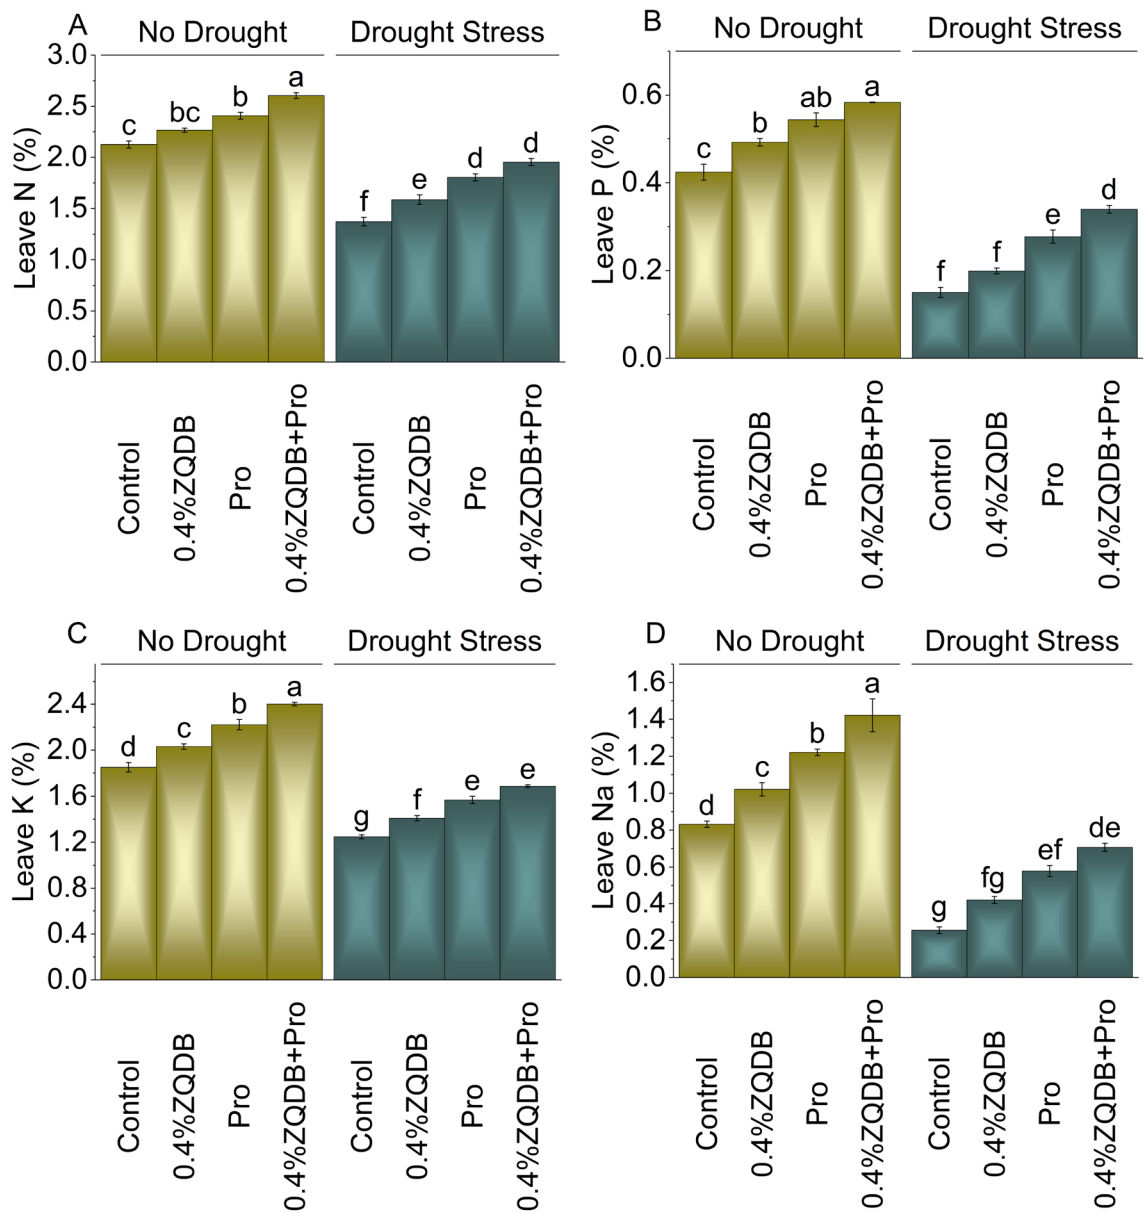 A
No Drought Drought Stress
3.0
2.5
2.0
1.5
1.0
0.5
0.0
Leave N (%)
c bc b a f e d d
Control
0.4%ZQDB
Pro
0.4%ZQDB+Pro
Control
0.4%ZQDB
Pro
0.4%ZQDB+Pro
B
No Drought Drought Stress
0.6
0.4
0.2
0.0
Leave P (%)
c b ab a f f e d
Control
0.4%ZQDB
Pro
0.4%ZQDB+Pro
Control
0.4%ZQDB
Pro
0.4%ZQDB+Pro
C
No Drought Drought Stress
2.4
2.0
1.6
1.2
0.8
0.4
0.0
Leave K (%)
d c b a g f e e
Control
0.4%ZQDB
Pro
0.4%ZQDB+Pro
Control
0.4%ZQDB
Pro
0.4%ZQDB+Pro
D
No Drought Drought Stress
1.6
1.4
1.2
1.0
0.8
0.6
0.4
0.2
0.0
Leave Na (%)
d c b a g fg ef de
Control
0.4%ZQDB
Pro
0.4%ZQDB+Pro
Control
0.4%ZQDB
Pro
0.4%ZQDB+Pro